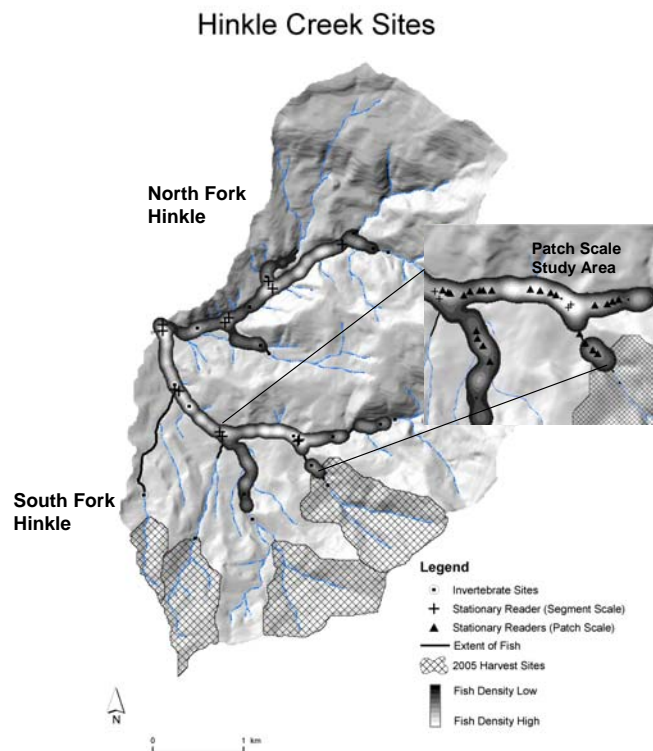 Hinkle Creek Sites
North Fork
Hinkle
Patch Scale
Study Area
South Fork
Hinkle
Legend
Invertebrate Sites
Stationary Reader (Segment Scale)
Stationary Readers (Patch Scale)
Extent of Fish
2005 Harvest Sites
Fish Density Low
Fish Density High
N
0 1 km